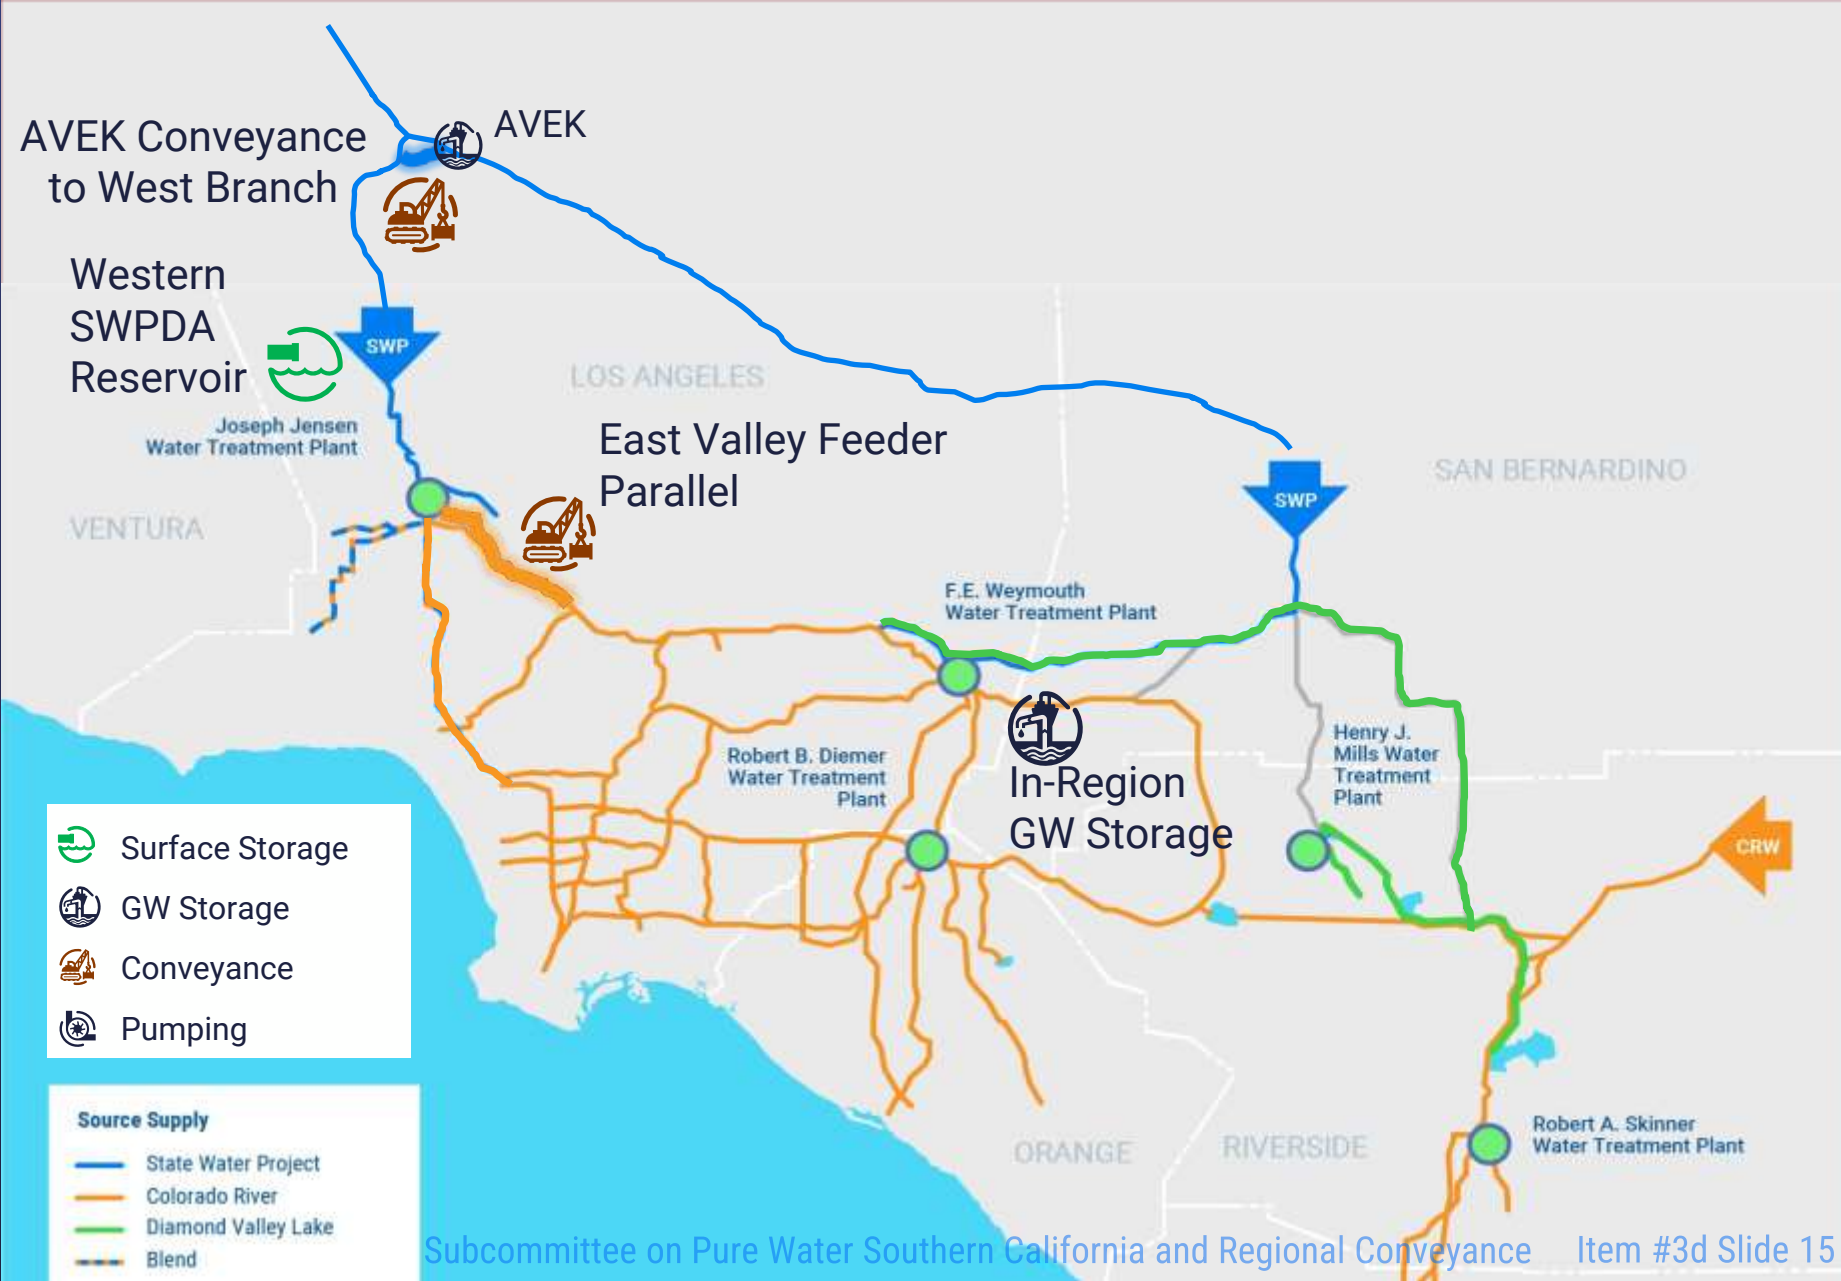 AVEK
AVEK Conveyance
to West Branch
Western
SWPDA
Reservoir
SWP
LOS ANGELES
Joseph Jensen
Water Treatment Plant
East Valley Feeder
Parallel
SAN BERNARDINO
SWP
VENTURA
F.E. Weymouth
Water Treatment Plant
Robert B. Diemer
Water Treatment
Plant
In-Region
GW Storage
Henry J.
Mills Water
Treatment
Plant
CRW
Surface Storage
GW Storage
Conveyance
Pumping
Source Supply
State Water Project
Colorado River
Diamond Valley Lake
Blend
ORANGE
RIVERSIDE
Robert A. Skinner
Water Treatment Plant
Subcommittee on Pure Water Southern California and Regional Conveyance Item #3d Slide 15